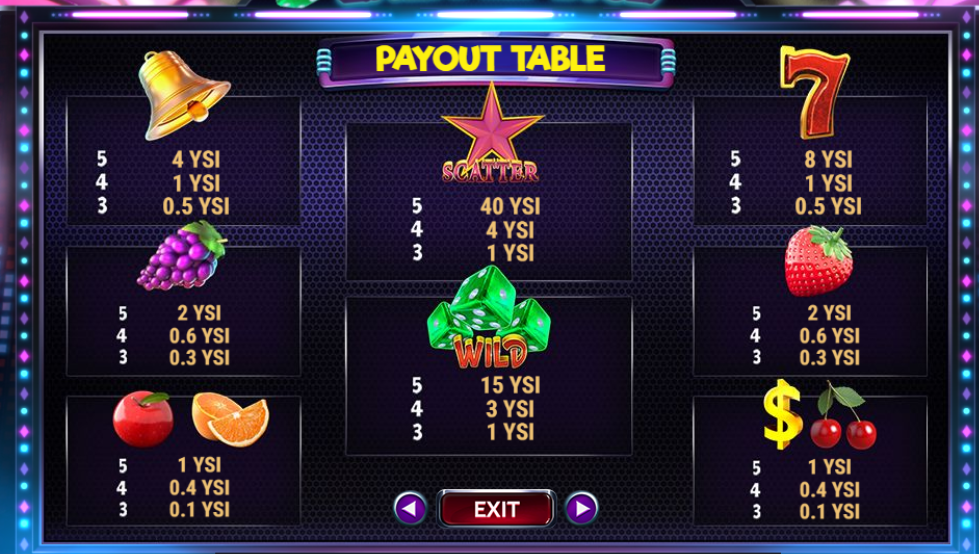 PAYOUT TABLE
5 4 YSI
4 1 YSI
3 0.5 YSI
SCATTER
5 40 YSI
4 4 YSI
3 1 YSI
7
5 8 YSI
4 1 YSI
3 0.5 YSI
5 2 YSI
4 0.6 YSI
3 0.3 YSI
WILD
5 15 YSI
4 3 YSI
3 1 YSI
5 2 YSI
4 0.6 YSI
3 0.3 YSI
5 1 YSI
4 0.4 YSI
3 0.1 YSI
$
5 1 YSI
4 0.4 YSI
3 0.1 YSI
EXIT